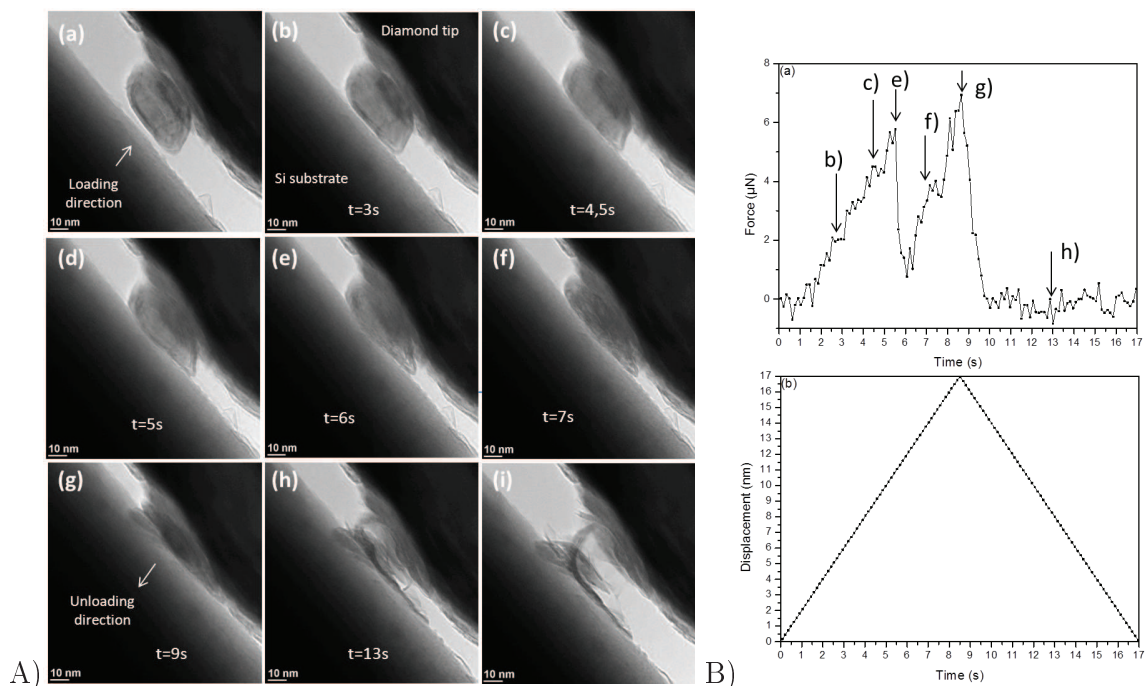 A)
(a)
Loading
direction
10 nm
(b)
Diamond tip
Si substrate
t=3s
10 nm
(c)
t=4,5s
10 nm
(d)
t=5s
10 nm
(e)
t=6s
10 nm
(f)
t=7s
10 nm
(g)
Unloading
direction
t=9s
10 nm
(h)
t=13s
10 nm
(i)
10 nm
B)
(a)
b)
c)
e)
f)
g)
h)
Force (µN)
8
6
4
2
0
0 1 2 3 4 5 6 7 8 9 10 11 12 13 14 15 16 17
Time (s)
(b)
Displacement (nm)
17
16
15
14
13
12
11
10
9
8
7
6
5
4
3
2
1
0
0 1 2 3 4 5 6 7 8 9 10 11 12 13 14 15 16 17
Time (s)